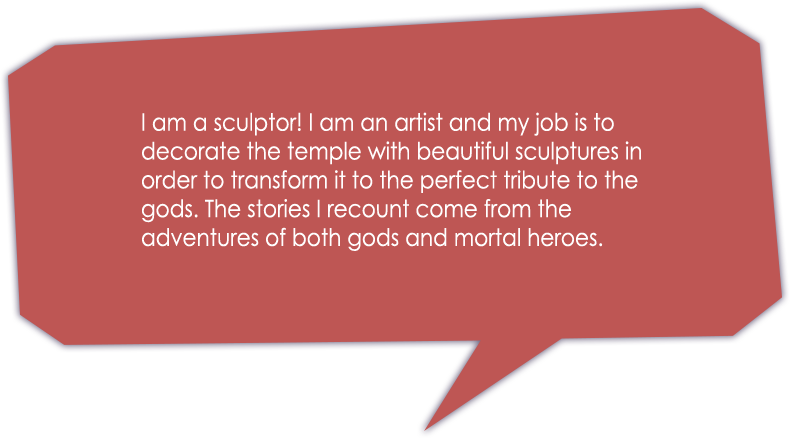 I am a sculptor! I am an artist and my job is to
decorate the temple with beautiful sculptures in
order to transform it to the perfect tribute to the
gods. The stories I recount come from the
adventures of both gods and mortal heroes.